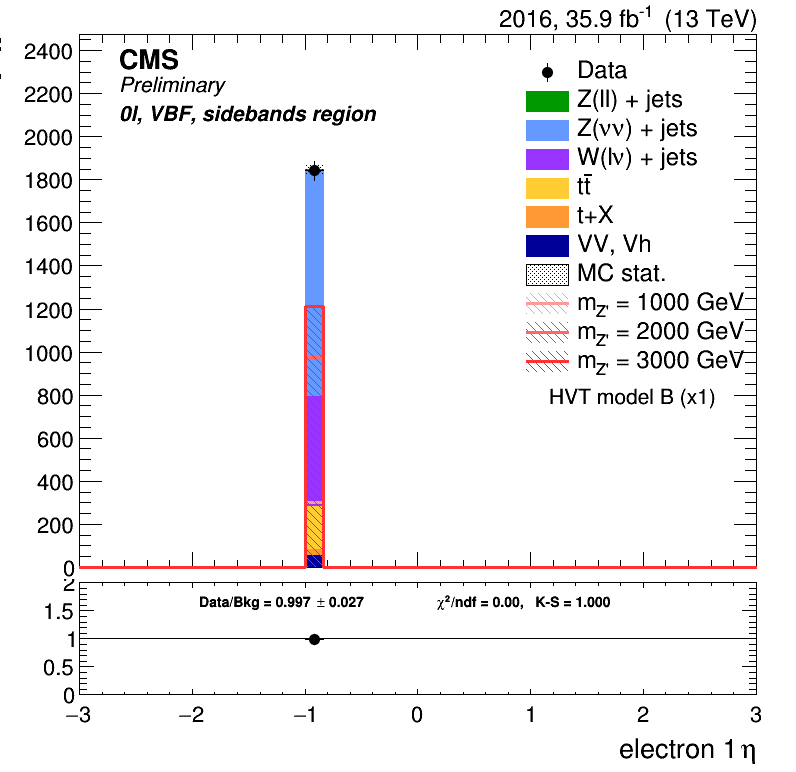 2016, 35.9 fb⁻¹ (13 TeV)
CMS
Preliminary
0l, VBF, sidebands region
Data
Z(ll) + jets
Z(νν) + jets
W(lν) + jets
tt̄
t+X
VV, Vh
MC stat.
m_Z' = 1000 GeV
m_Z' = 2000 GeV
m_Z' = 3000 GeV
HVT model B (x1)
2400
2200
2000
1800
1600
1400
1200
1000
800
600
400
200
0
Data/Bkg = 0.997 ± 0.027 χ²/ndf = 0.00, K-S = 1.000
2
1.5
1
0.5
0
−3 −2 −1 0 1 2 3
electron 1 η